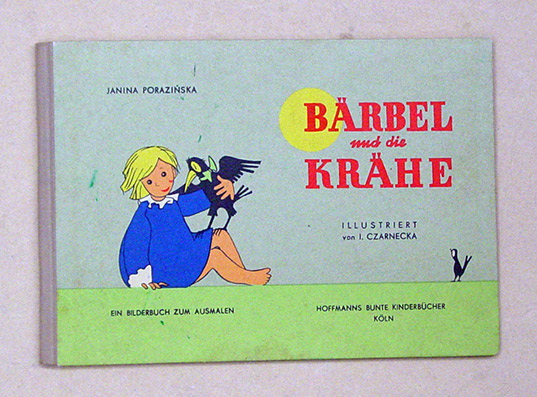 JANINA PORAZIŃSKA
BÄRBEL
und die
KRÄHE
ILLUSTRIERT
von I. CZARNECKA
EIN BILDERBUCH ZUM AUSMALEN
HOFFMANNS BUNTE KINDERBÜCHER
KÖLN